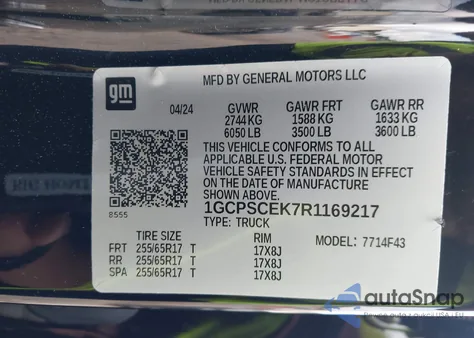 gm
MFD BY GENERAL MOTORS LLC
04/24 GVWR GAWR FRT GAWR RR
2744 KG 1588 KG 1633 KG
6050 LB 3500 LB 3600 LB
THIS VEHICLE CONFORMS TO ALL
APPLICABLE U.S. FEDERAL MOTOR
VEHICLE SAFETY STANDARDS IN EFFECT
ON THE DATE OF MANUFACTURE
SHOWN ABOVE.
8555 1GCPSCEK7R1169217
TYPE: TRUCK
TIRE SIZE RIM MODEL: 7714F43
FRT 255/65R17 T 17X8J
RR 255/65R17 T 17X8J
SPA 255/65R17 T 17X8J
autoSnap